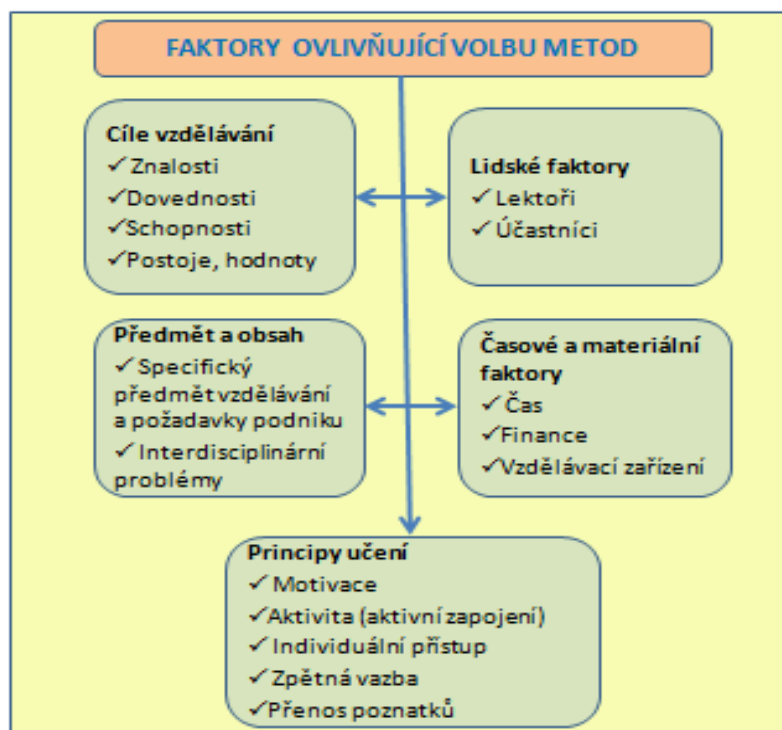 FAKTORY OVLIVŇUJÍCÍ VOLBU METOD
Cíle vzdělávání
✓ Znalosti
✓Dovednosti
✓Schopnosti
✓Postoje, hodnoty
Lidské faktory
✓ Lektoři
✓ Účastníci
Předmět a obsah
✓ Specifický
předmět vzdělávání
a požadavky podniku
✓ Interdisciplinární
problémy
Časové a materiální
faktory
✓ Čas
✓Finance
✓Vzdělávací zařízení
Principy učení
✓ Motivace
✓Aktivita (aktivní zapojení)
✓ Individuální přístup
✓ Zpětná vazba
✓Přenos poznatků